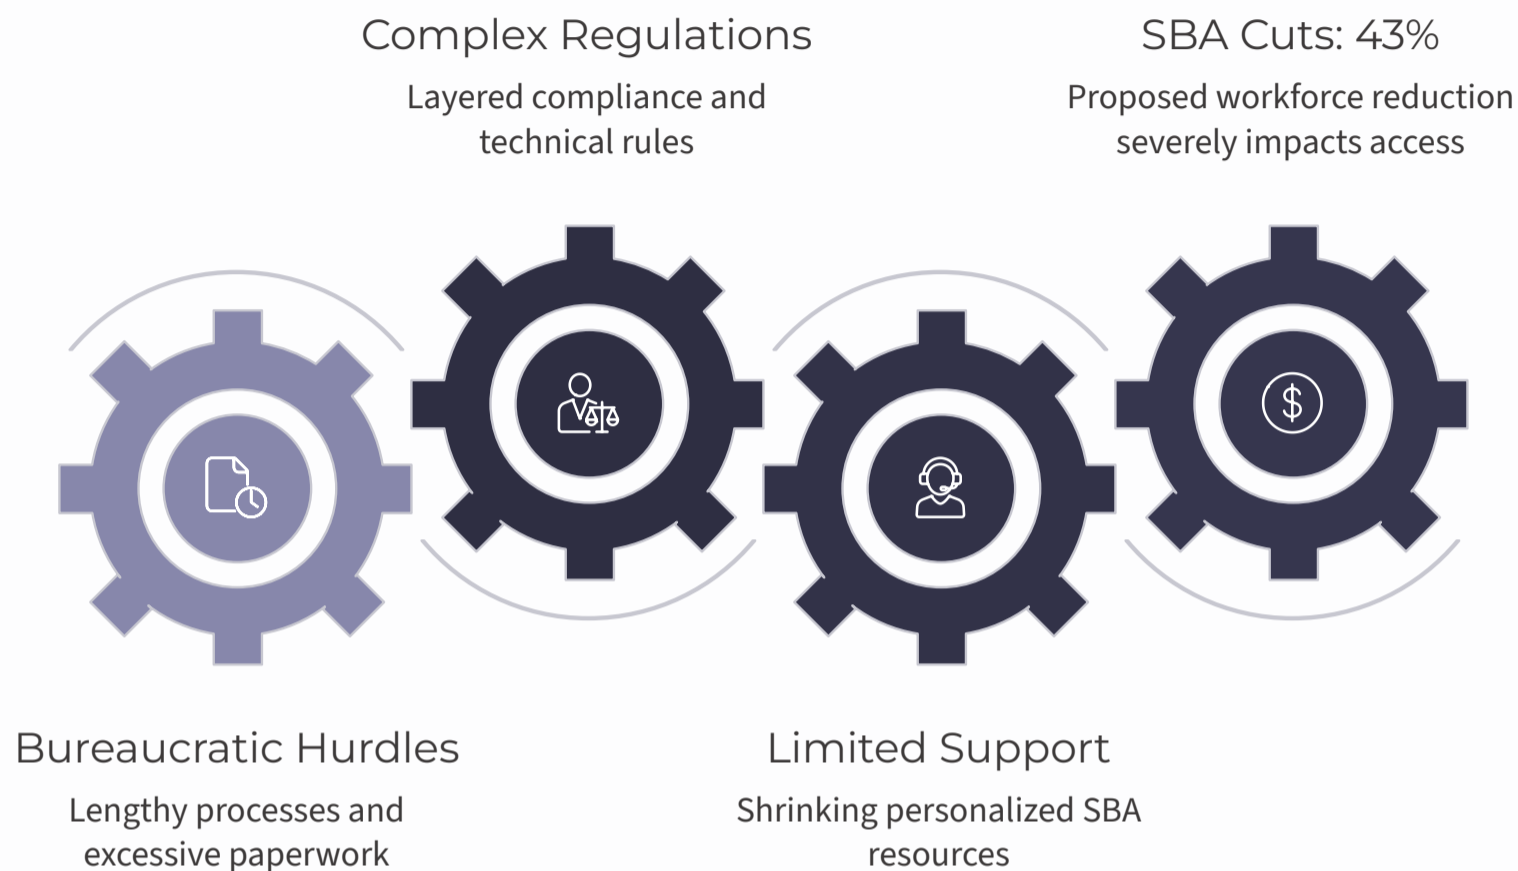 Complex Regulations
Layered compliance and
technical rules
SBA Cuts: 43%
Proposed workforce reduction
severely impacts access
$
Bureaucratic Hurdles
Lengthy processes and
excessive paperwork
Limited Support
Shrinking personalized SBA
resources